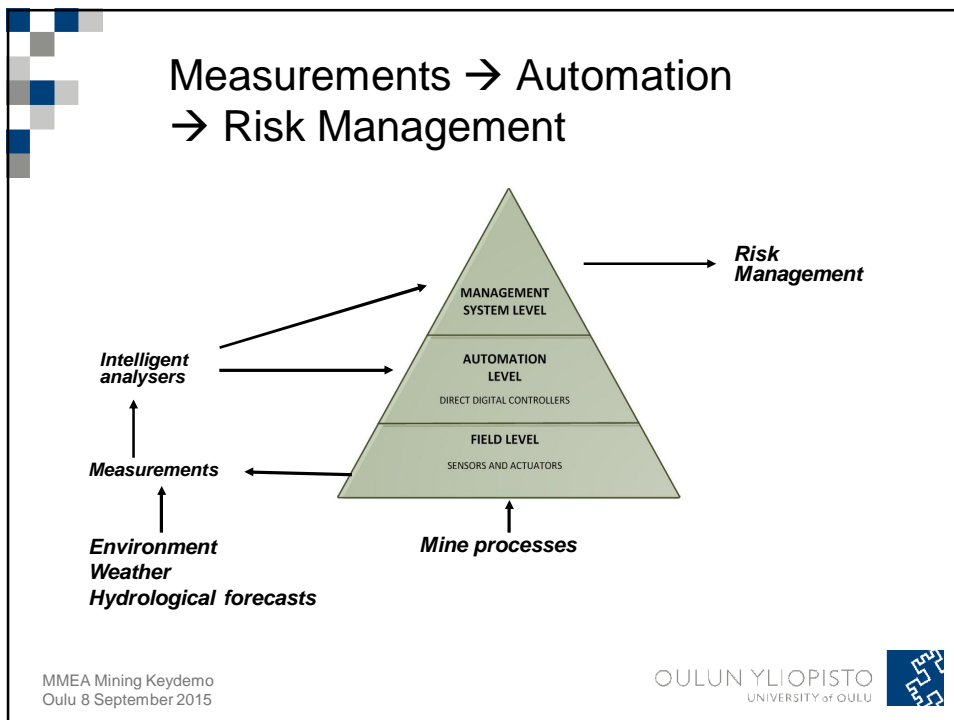 Measurements → Automation
→ Risk Management
MANAGEMENT
SYSTEM LEVEL
AUTOMATION
LEVEL
DIRECT DIGITAL CONTROLLERS
FIELD LEVEL
SENSORS AND ACTUATORS
Risk
Management
Intelligent
analysers
Measurements
Environment
Weather
Hydrological forecasts
Mine processes
MMEA Mining Keydemo
Oulu 8 September 2015
OULUN YLIOPISTO
UNIVERSITY of OULU